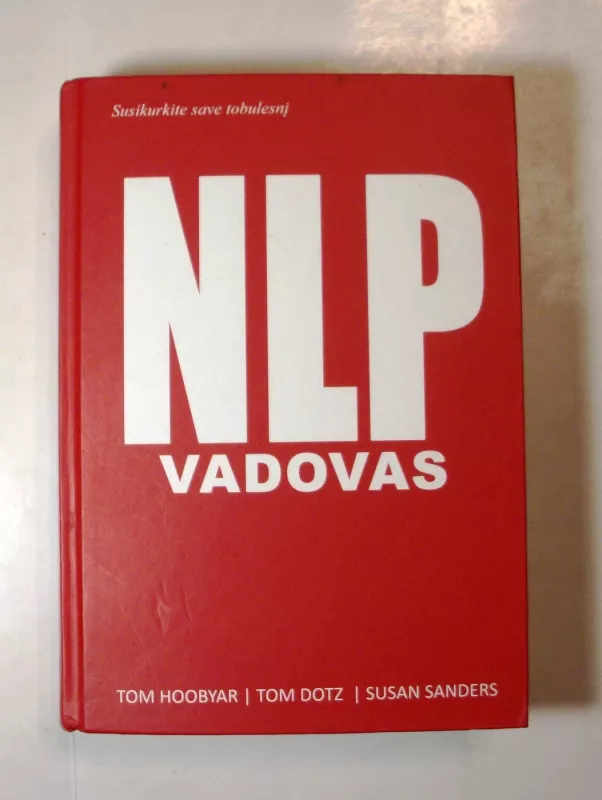 Susikurkite save tobulesnį
NLP
VADOVAS
TOM HOOBYAR | TOM DOTZ | SUSAN SANDERS